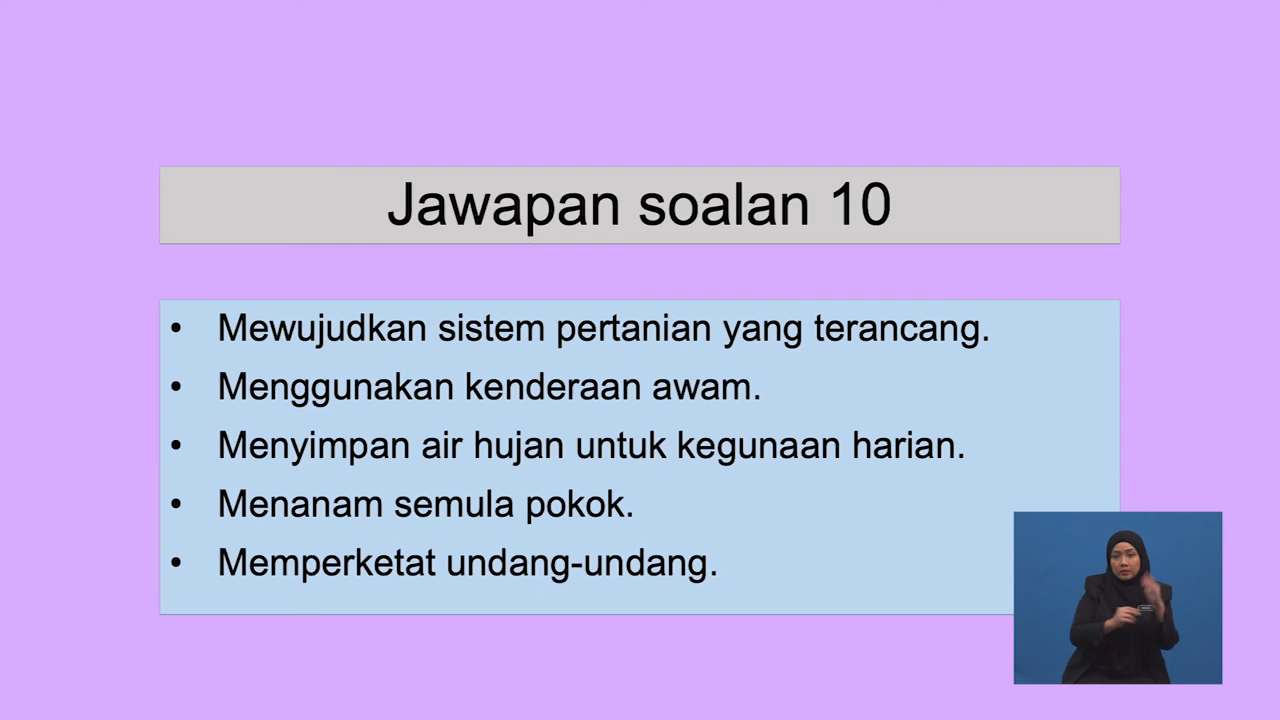 Jawapan soalan 10
• Mewujudkan sistem pertanian yang terancang.
• Menggunakan kenderaan awam.
• Menyimpan air hujan untuk kegunaan harian.
• Menanam semula pokok.
• Memperketat undang-undang.